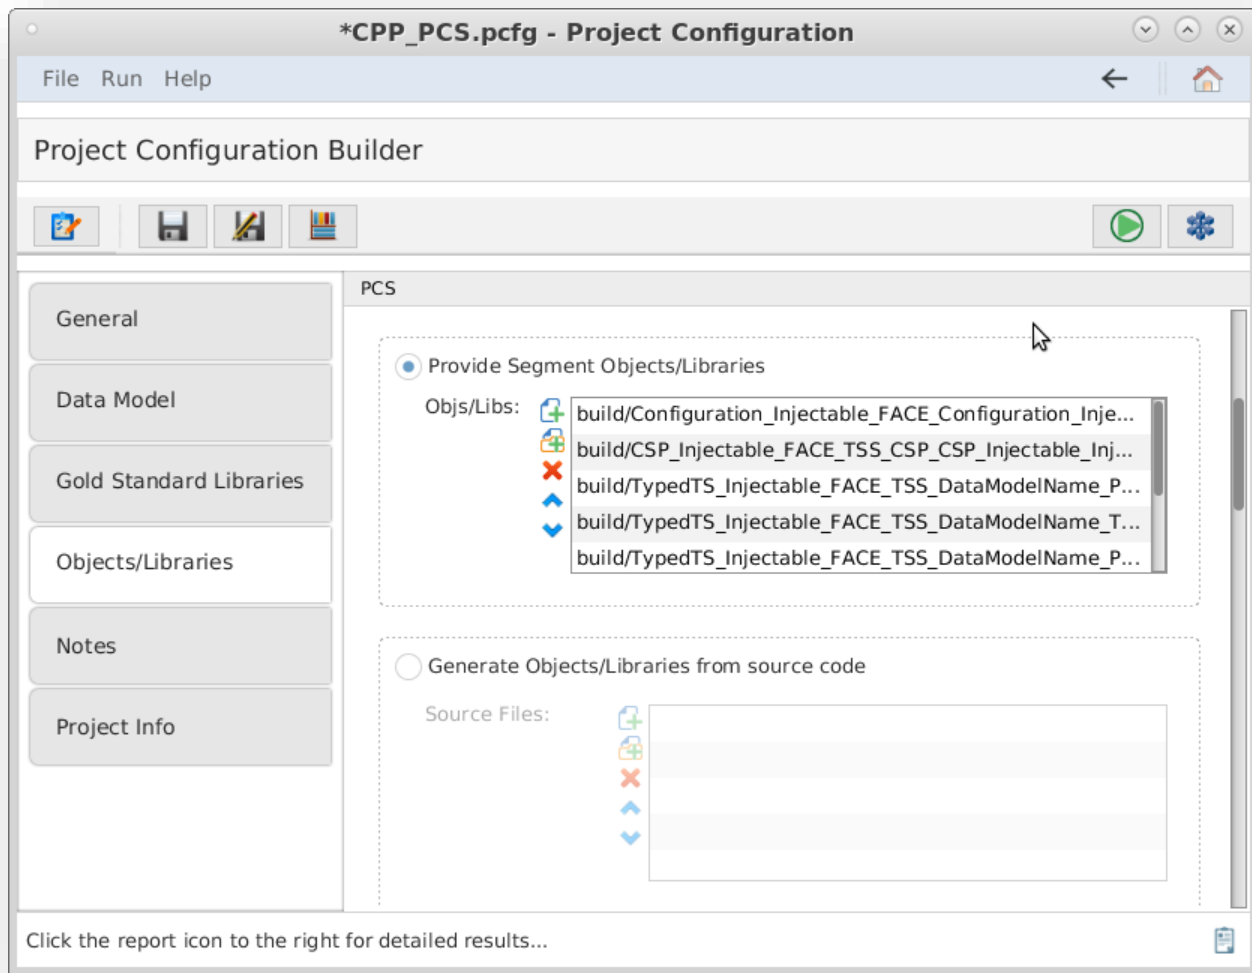 *CPP_PCS.pcfg - Project Configuration
File Run Help
Project Configuration Builder
PCS
General
Data Model
Gold Standard Libraries
Objects/Libraries
Notes
Project Info
Provide Segment Objects/Libraries
Objs/Libs:
build/Configuration_Injectable_FACE_Configuration_Inje...
build/CSP_Injectable_FACE_TSS_CSP_CSP_Injectable_Inj...
build/TypedTS_Injectable_FACE_TSS_DataModelName_P...
build/TypedTS_Injectable_FACE_TSS_DataModelName_T...
build/TypedTS_Injectable_FACE_TSS_DataModelName_P...
Generate Objects/Libraries from source code
Source Files:
Click the report icon to the right for detailed results...